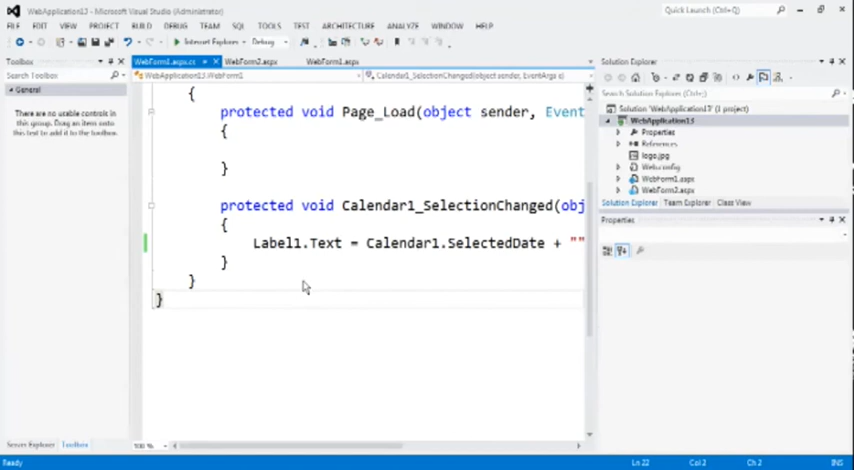 WebApplication13 - Microsoft Visual Studio (Administrator)
Quick Launch (Ctrl+Q)
FILE EDIT VIEW PROJECT BUILD DEBUG TEAM SQL TOOLS TEST ARCHITECTURE ANALYZE WINDOW HELP
Internet Explorer Debug
Toolbox
Search Toolbox
General
There are no usable controls in
this group. Drag an item onto
this text to add it to the toolbox.
Server Explorer Toolbox
WebForm1.aspx.cs WebForm2.aspx WebForm1.aspx
WebApplication13.WebForm1 Calendar1_SelectionChanged(object sender, EventArgs e)
{
protected void Page_Load(object sender, Event
{
}
protected void Calendar1_SelectionChanged(obj
{
Label1.Text = Calendar1.SelectedDate + ""
}
}
}
100 %
Solution Explorer
Search Solution Explorer (Ctrl+;)
Solution 'WebApplication13' (1 project)
WebApplication13
Properties
References
logo.jpg
Web.config
WebForm1.aspx
WebForm2.aspx
Solution Explorer Team Explorer Class View
Properties
Ready Ln 22 Col 2 Ch 2 INS